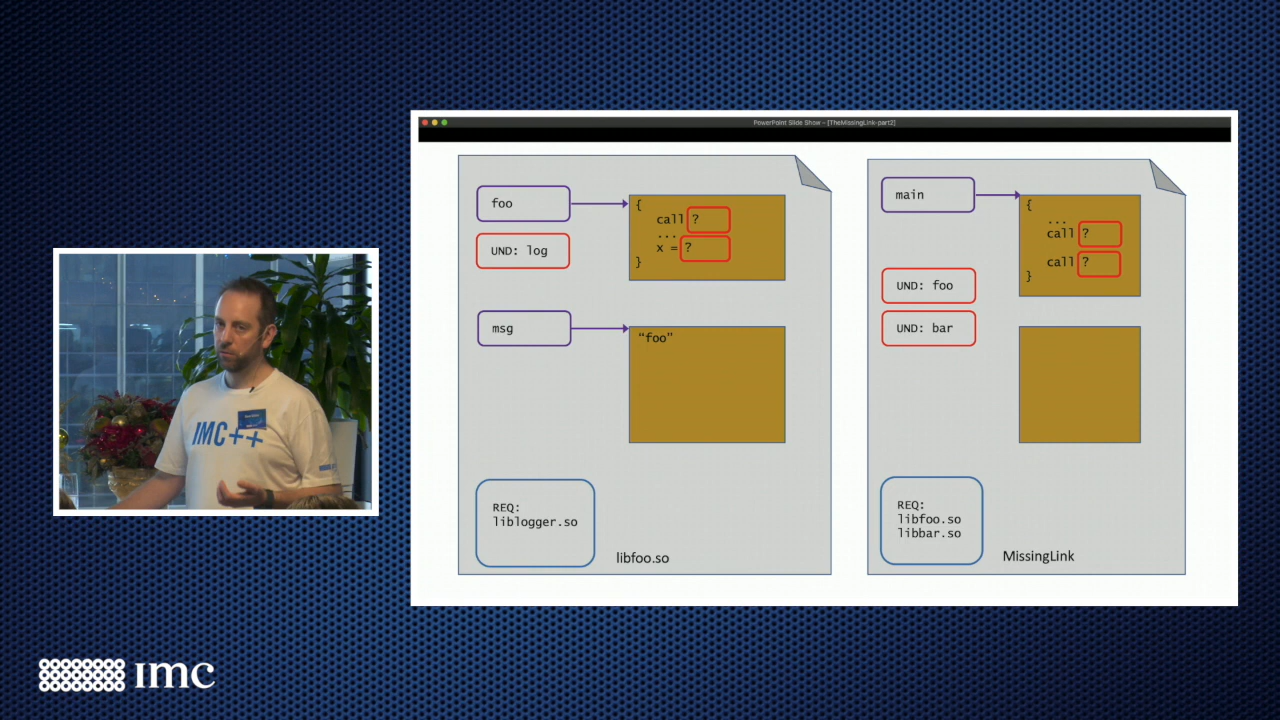 PowerPoint Slide Show - [TheMissingLink-part2]
foo
UND: log
{
call ?
...
x = ?
}
msg
"foo"
REQ:
liblogger.so
libfoo.so
main
{
...
call ?
call ?
}
UND: foo
UND: bar
REQ:
libfoo.so
libbar.so
MissingLink
IMC++
imc